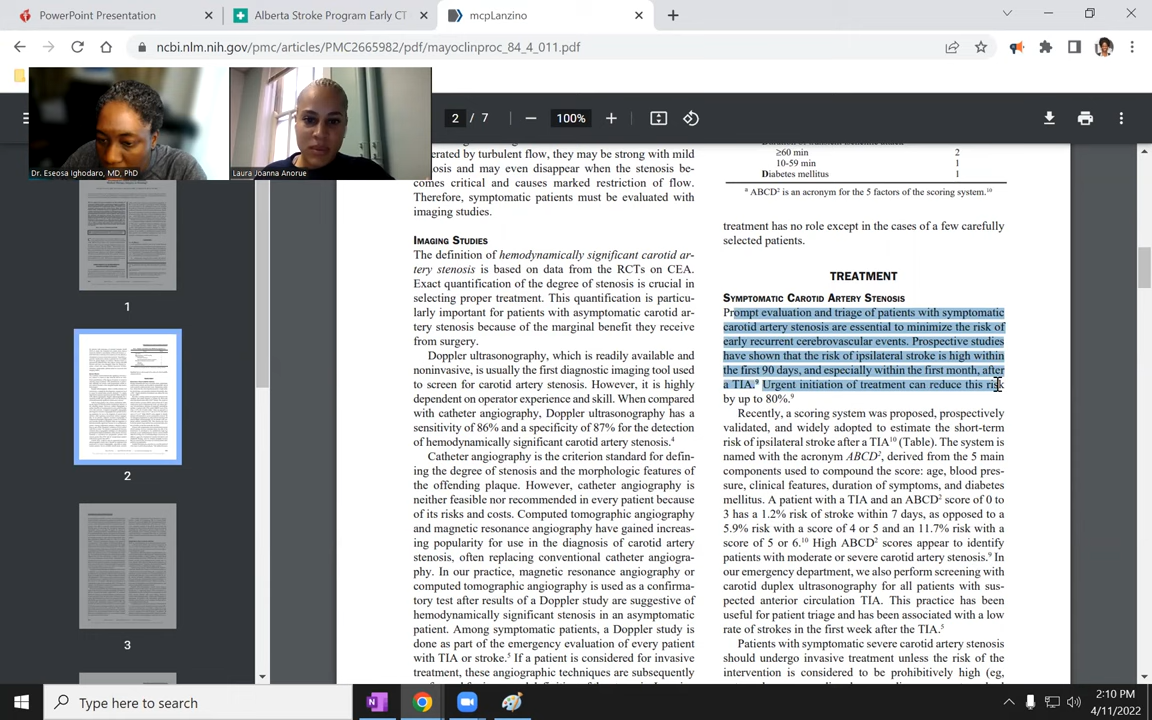 PowerPoint Presentation
Alberta Stroke Program Early CT
mcpLanzino
ncbi.nlm.nih.gov/pmc/articles/PMC2665982/pdf/mayoclinproc_84_4_011.pdf
Dr. Eseosa Ighodaro, MD, PhD
Laura Joanna Anorue
2 / 7
100%
1
2
3
erated by turbulent flow, they may be strong with mild
stenosis and may even disappear when the stenosis be-
comes critical and causes marked restriction of flow.
Therefore, symptomatic patients must be evaluated with
imaging studies.
Imaging Studies
The definition of hemodynamically significant carotid ar-
tery stenosis is based on data from the RCTs on CEA.
Exact quantification of the degree of stenosis is crucial in
selecting proper treatment. This quantification is particu-
larly important for patients with asymptomatic carotid ar-
tery stenosis because of the marginal benefit they receive
from surgery.
Doppler ultrasonography, which is readily available and
noninvasive, is usually the first diagnostic imaging tool used
to screen for carotid artery stenosis. However, it is highly
dependent on operator experience and skill. When compared
with catheter angiography, Doppler ultrasonography has a
sensitivity of 86% and a specificity of 87% for the detection
of hemodynamically significant carotid artery stenosis.4
Catheter angiography is the criterion standard for defin-
ing the degree of stenosis and the morphologic features of
the offending plaque. However, catheter angiography is
neither feasible nor recommended in every patient because
of its risks and costs. Computed tomographic angiography
and magnetic resonance angiography have gained increas-
ing popularity for use in the diagnosis of carotid artery
stenosis, often replacing conventional catheter angiogra-
phy. In our practice, magnetic resonance angiography or
computed tomographic angiography is used as a confirma-
tory test after results of a Doppler study are suggestive of
hemodynamically significant stenosis in an asymptomatic
patient. Among symptomatic patients, a Doppler study is
done as part of the emergency evaluation of every patient
with TIA or stroke.5 If a patient is considered for invasive
treatment, these angiographic techniques are subsequently
≥60 min 2
10-59 min 1
Diabetes mellitus 1
a ABCD2 is an acronym for the 5 factors of the scoring system.10
treatment has no role except in the cases of a few carefully
selected patients.
TREATMENT
Symptomatic Carotid Artery Stenosis
Prompt evaluation and triage of patients with symptomatic
carotid artery stenosis are essential to minimize the risk of
early recurrent cerebrovascular events. Prospective studies
have shown that the risk of ipsilateral stroke is high within
the first 90 days, and especially within the first month, after
a TIA.9 Urgent initiation of treatment can reduce this risk
by up to 80%.9
Recently, a scoring system was proposed, prospectively
validated, and widely adopted to estimate the short-term
risk of ipsilateral stroke after a TIA10 (Table). The system is
named with the acronym ABCD2, derived from the 5 main
components used to compound the score: age, blood pres-
sure, clinical features, duration of symptoms, and diabetes
mellitus. A patient with a TIA and an ABCD2 score of 0 to
3 has a 1.2% risk of stroke within 7 days, as opposed to a
5.9% risk with a score of 4 or 5 and an 11.7% risk with a
score of 5 or 6.10 High ABCD2 scores appear to identify
patients with moderate or severe carotid artery stenosis.9 In
our emergency department, we also perform screening with
carotid duplex ultrasonography for all patients with sus-
pected anterior circulation TIA. This practice has been
useful for patient triage and has been associated with a low
rate of strokes in the first week after the TIA.5
Patients with symptomatic severe carotid artery stenosis
should undergo invasive treatment unless the risk of the
intervention is considered to be prohibitively high (eg,
Type here to search
2:10 PM
4/11/2022